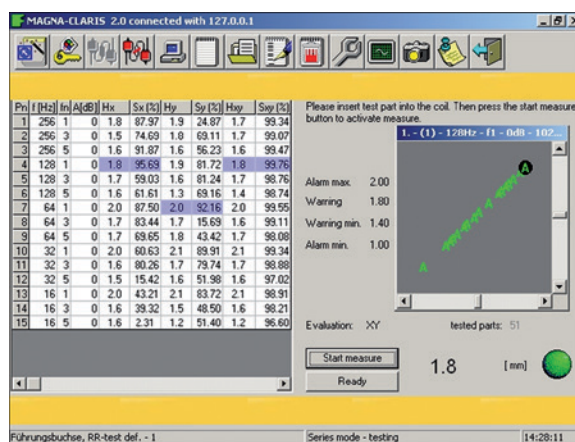 MAGNA-CLARIS 2.0 connected with 127.0.0.1
Pn f [Hz] fn A[dB] Hx Sx (%) Hy Sy (%) Hxy Sxy (%)
1 256 1 0 1.8 87.97 1.9 24.87 1.7 99.34
2 256 3 0 1.5 74.69 1.8 69.11 1.7 99.07
3 256 5 0 1.6 91.87 1.6 56.23 1.6 99.47
4 128 1 0 1.8 95.69 1.9 81.72 1.8 99.76
5 128 3 0 1.7 59.03 1.6 81.24 1.7 98.76
6 128 5 0 1.6 61.61 1.3 69.16 1.4 98.74
7 64 1 0 2.0 87.50 2.0 92.16 2.0 99.55
8 64 3 0 1.7 83.44 1.7 15.69 1.6 99.11
9 64 5 0 1.7 69.65 1.8 43.42 1.7 98.08
10 32 1 0 2.0 60.63 2.1 89.91 2.0 99.34
11 32 3 0 1.6 80.26 1.7 79.74 1.7 98.88
12 32 5 0 1.5 15.42 1.6 51.98 1.6 97.02
13 16 1 0 2.0 43.21 2.1 83.72 2.1 98.91
14 16 3 0 1.6 39.32 1.5 48.50 1.6 98.21
15 16 5 0 1.6 2.31 1.2 51.40 1.2 96.60
Please insert test part into the coil. Then press the start measure
button to activate measure.
1. - (1) - 128Hz - f1 - 0dB - 102...
A
A
Alarm max. 2.00
Warning 1.80
Warning min. 1.40
Alarm min. 1.00
Evaluation: XY tested parts: 51
Start measure
1.8 [mm]
Ready
Führungsbuchse, RR-test def. - 1
Series mode - testing
14:28:11